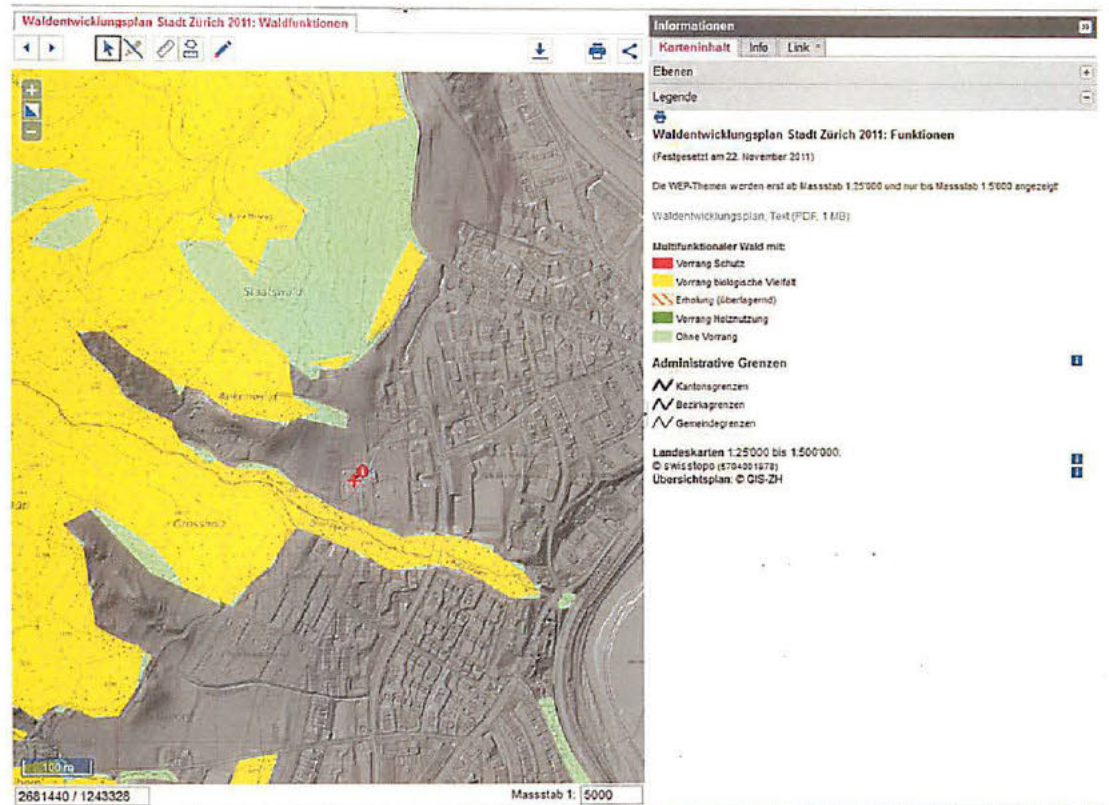 Waldentwicklungsplan Stadt Zürich 2011: Waldfunktionen
Staatswald
Grossholz
100 m
2681440 / 1243328
Massstab 1: 5000
Informationen
Karteninhalt Info Link
Ebenen
Legende
Waldentwicklungsplan Stadt Zürich 2011: Funktionen
(Festgesetzt am 22. November 2011)
Die WEP-Themen werden erst ab Massstab 1:25'000 und nur bis Massstab 1:5'000 angezeigt
Waldentwicklungsplan, Text (PDF, 1 MB)
Multifunktionaler Wald mit:
Vorrang Schutz
Vorrang biologische Vielfalt
Erholung (überlagernd)
Vorrang Holznutzung
Ohne Vorrang
Administrative Grenzen
Kantonsgrenzen
Bezirksgrenzen
Gemeindegrenzen
Landeskarten 1:25'000 bis 1:500'000:
© swisstopo (5704001978)
Übersichtsplan: © GIS-ZH